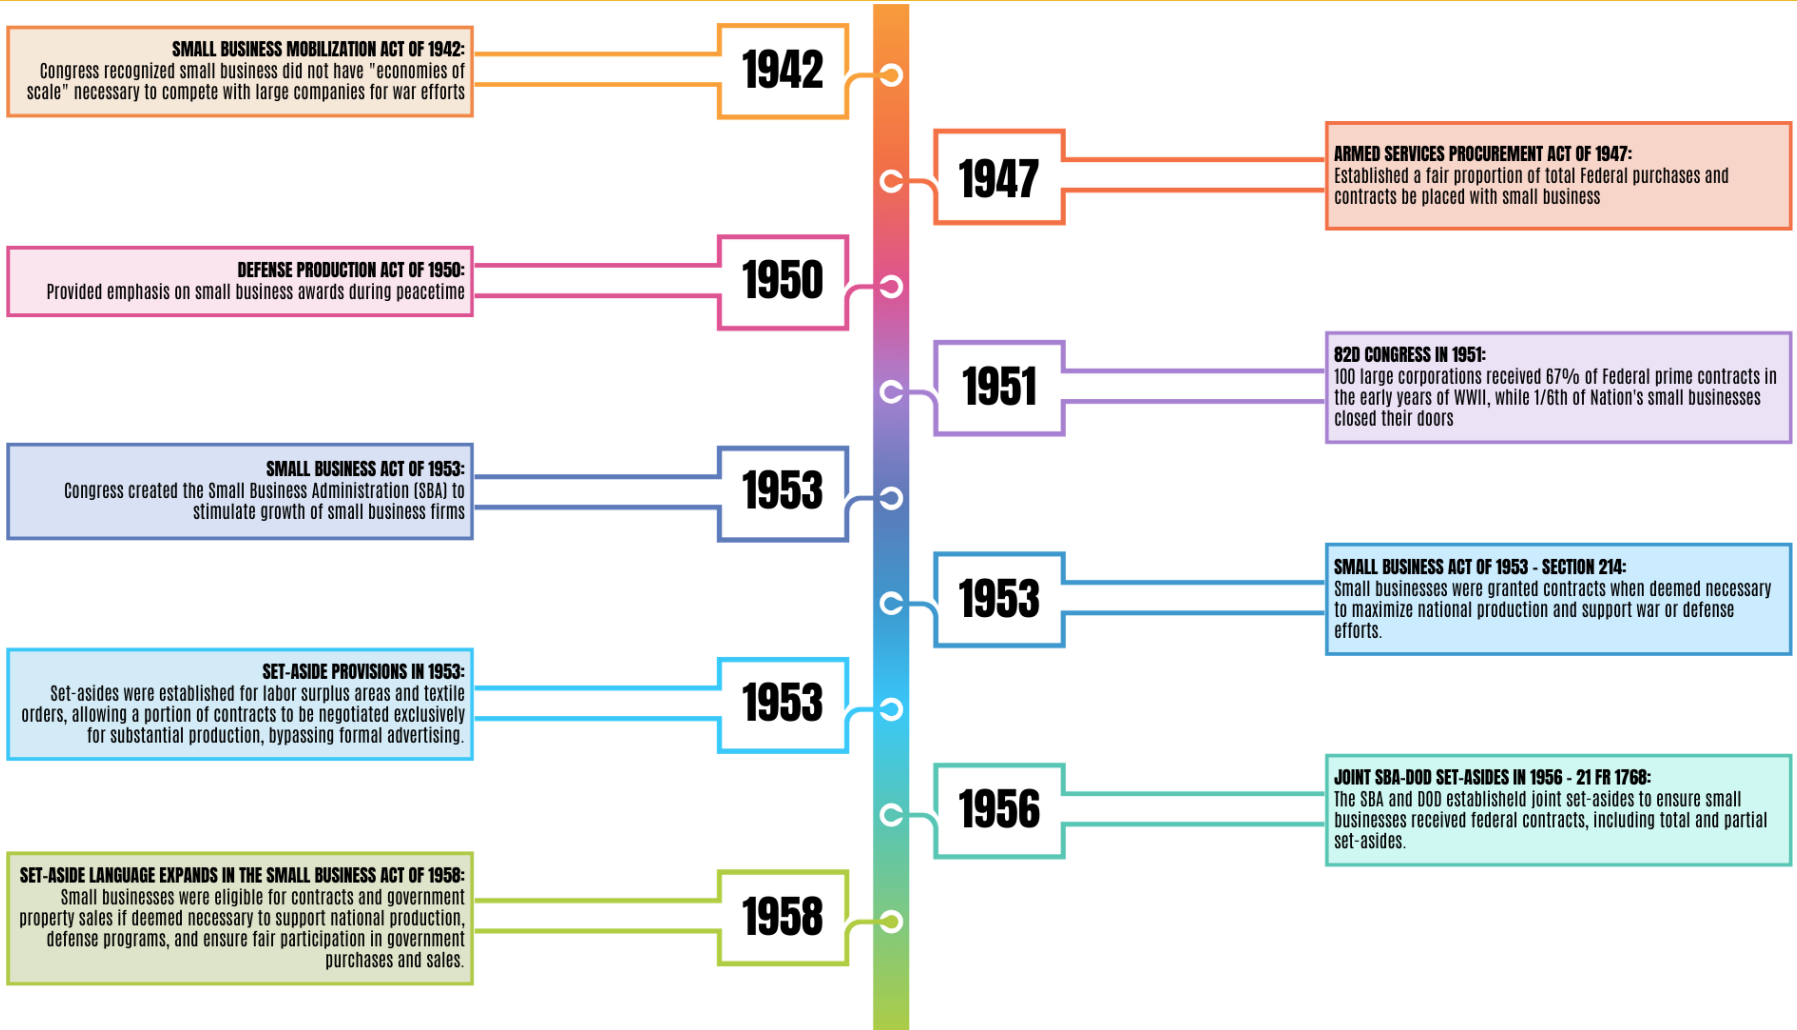 SMALL BUSINESS MOBILIZATION ACT OF 1942:
Congress recognized small business did not have "economies of
scale" necessary to compete with large companies for war efforts
1942
1947
ARMED SERVICES PROCUREMENT ACT OF 1947:
Established a fair proportion of total Federal purchases and
contracts be placed with small business
DEFENSE PRODUCTION ACT OF 1950:
Provided emphasis on small business awards during peacetime
1950
1951
82D CONGRESS IN 1951:
100 large corporations received 67% of Federal prime contracts in
the early years of WWII, while 1/6th of Nation's small businesses
closed their doors
SMALL BUSINESS ACT OF 1953:
Congress created the Small Business Administration (SBA) to
stimulate growth of small business firms
1953
1953
SMALL BUSINESS ACT OF 1953 - SECTION 214:
Small businesses were granted contracts when deemed necessary
to maximize national production and support war or defense
efforts.
SET-ASIDE PROVISIONS IN 1953:
Set-asides were established for labor surplus areas and textile
orders, allowing a portion of contracts to be negotiated exclusively
for substantial production, bypassing formal advertising.
1953
1956
JOINT SBA-DOD SET-ASIDES IN 1956 - 21 FR 1768:
The SBA and DOD establisheld joint set-asides to ensure small
businesses received federal contracts, including total and partial
set-asides.
SET-ASIDE LANGUAGE EXPANDS IN THE SMALL BUSINESS ACT OF 1958:
Small businesses were eligible for contracts and government
property sales if deemed necessary to support national production,
defense programs, and ensure fair participation in government
purchases and sales.
1958